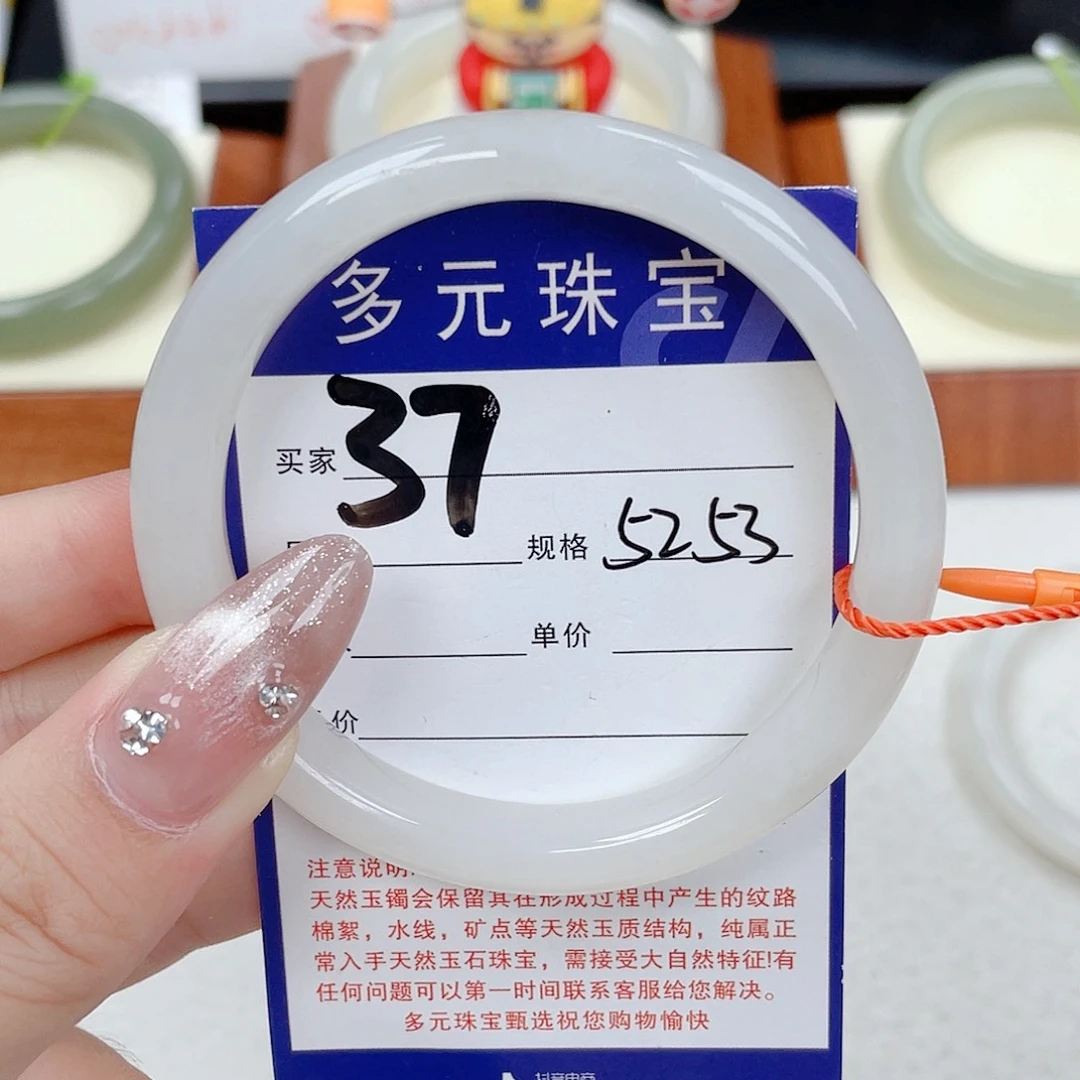 多元珠宝
买家 37
规格 5253
单价
价
注意说明
天然玉镯会保留其在形成过程中产生的纹路
棉絮，水线，矿点等天然玉质结构，纯属正
常入手天然玉石珠宝，需接受大自然特征!有
任何问题可以第一时间联系客服给您解决。
多元珠宝甄选祝您购物愉快